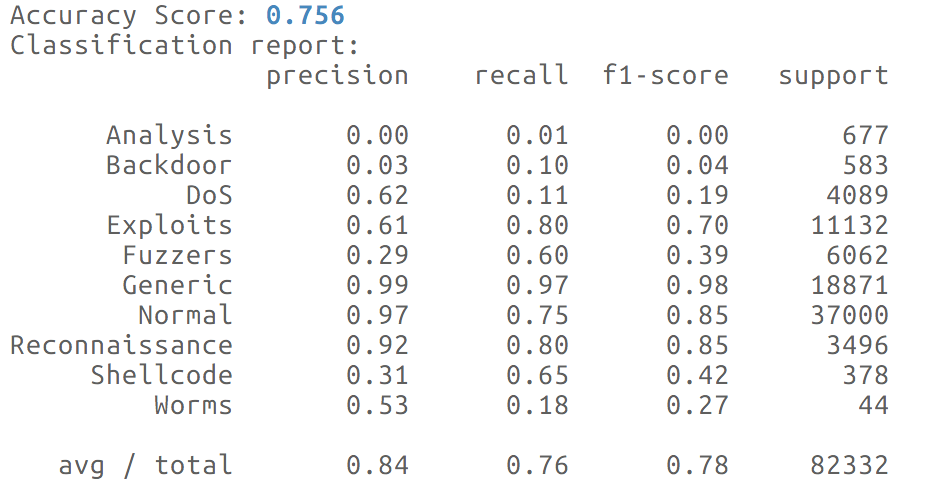 Accuracy Score: 0.756
Classification report:
precision recall f1-score support
Analysis 0.00 0.01 0.00 677
Backdoor 0.03 0.10 0.04 583
DoS 0.62 0.11 0.19 4089
Exploits 0.61 0.80 0.70 11132
Fuzzers 0.29 0.60 0.39 6062
Generic 0.99 0.97 0.98 18871
Normal 0.97 0.75 0.85 37000
Reconnaissance 0.92 0.80 0.85 3496
Shellcode 0.31 0.65 0.42 378
Worms 0.53 0.18 0.27 44
avg / total 0.84 0.76 0.78 82332